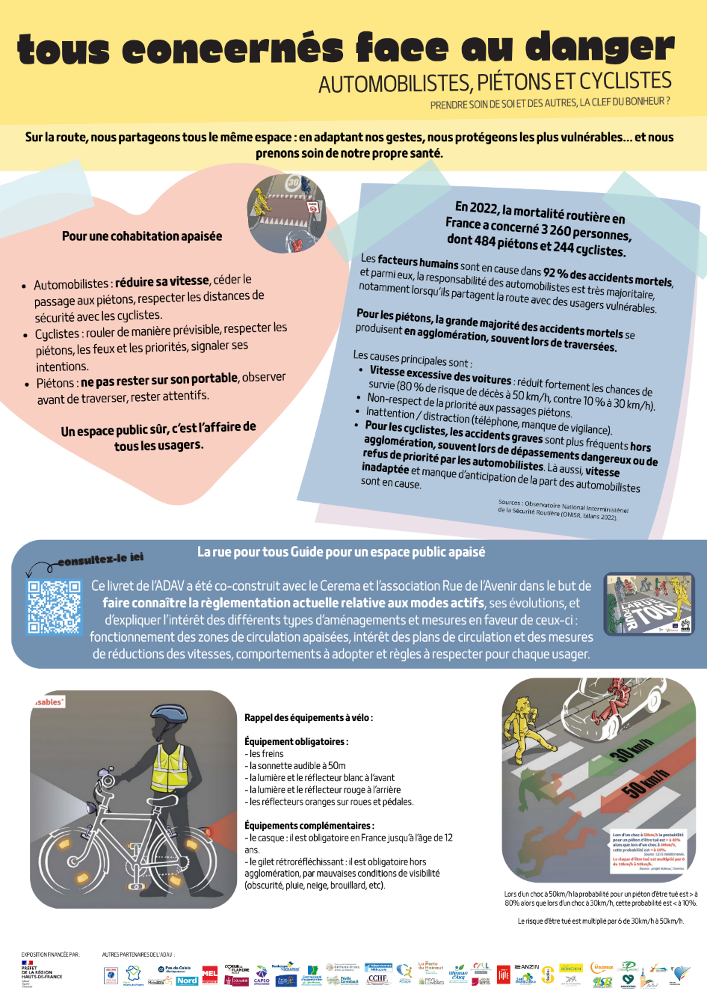 tous concernés face au danger
AUTOMOBILISTES, PIÉTONS ET CYCLISTES
PRENDRE SOIN DE SOI ET DES AUTRES, LA CLEF DU BONHEUR ?
Sur la route, nous partageons tous le même espace : en adaptant nos gestes, nous protégeons les plus vulnérables... et nous
prenons soin de notre propre santé.
30
Pour une cohabitation apaisée
• Automobilistes : réduire sa vitesse, céder le
passage aux piétons, respecter les distances de
sécurité avec les cyclistes.
• Cyclistes : rouler de manière prévisible, respecter les
piétons, les feux et les priorités, signaler ses
intentions.
• Piétons : ne pas rester sur son portable, observer
avant de traverser, rester attentifs.
Un espace public sûr, c'est l'affaire de
tous les usagers.
En 2022, la mortalité routière en
France a concerné 3 260 personnes,
dont 484 piétons et 244 cyclistes.
Les facteurs humains sont en cause dans 92 % des accidents mortels,
et parmi eux, la responsabilité des automobilistes est très majoritaire,
notamment lorsqu'ils partagent la route avec des usagers vulnérables.
Pour les piétons, la grande majorité des accidents mortels se
produisent en agglomération, souvent lors de traversées.
Les causes principales sont :
• Vitesse excessive des voitures : réduit fortement les chances de
survie (80 % de risque de décès à 50 km/h, contre 10 % à 30 km/h).
• Non-respect de la priorité aux passages piétons.
• Inattention / distraction (téléphone, manque de vigilance).
• Pour les cyclistes, les accidents graves sont plus fréquents hors
agglomération, souvent lors de dépassements dangereux ou de
refus de priorité par les automobilistes. Là aussi, vitesse
inadaptée et manque d'anticipation de la part des automobilistes
sont en cause.
Sources : Observatoire National Interministériel
de la Sécurité Routière (ONISR, bilans 2022).
consultez-le ici
La rue pour tous Guide pour un espace public apaisé
Ce livret de l'ADAV a été co-construit avec le Cerema et l'association Rue de l'Avenir dans le but de
faire connaître la règlementation actuelle relative aux modes actifs, ses évolutions, et
d'expliquer l'intérêt des différents types d'aménagements et mesures en faveur de ceux-ci :
fonctionnement des zones de circulation apaisées, intérêt des plans de circulation et des mesures
de réductions des vitesses, comportements à adopter et règles à respecter pour chaque usager.
LA RUE
POUR
TOUS
sables*
Rappel des équipements à vélo :
Équipement obligatoires :
- les freins
- la sonnette audible à 50m
- la lumière et le réflecteur blanc à l'avant
- la lumière et le réflecteur rouge à l'arrière
- les réflecteurs oranges sur roues et pédales.
Équipements complémentaires :
- le casque : il est obligatoire en France jusqu'à l'âge de 12
ans.
- le gilet rétroréfléchissant : il est obligatoire hors
agglomération, par mauvaises conditions de visibilité
(obscurité, pluie, neige, brouillard, etc).
30 km/h
50 km/h
Lors d'un choc à 50km/h la probabilité
pour un piéton d'être tué est > à 80%
alors que lors d'un choc à 30km/h,
cette probabilité est < à 10%.
Source : CETE méditerranée.
Le risque d'être tué est multiplié par 6
de 30km/h à 50km/h.
Lors d'un choc à 50km/h la probabilité pour un piéton d'être tué est > à
80% alors que lors d'un choc à 30km/h, cette probabilité est < à 10%.
Le risque d'être tué est multiplié par 6 de 30km/h à 50km/h.
EXPOSITION FINANCÉE PAR :
AUTRES PARTENAIRES DE L'ADAV :
PRÉFET
DE LA RÉGION
HAUTS-DE-FRANCE
Pas-de-Calais
Nord
MEL
CAPSO
CCHF
ANZIN
RONCHIN